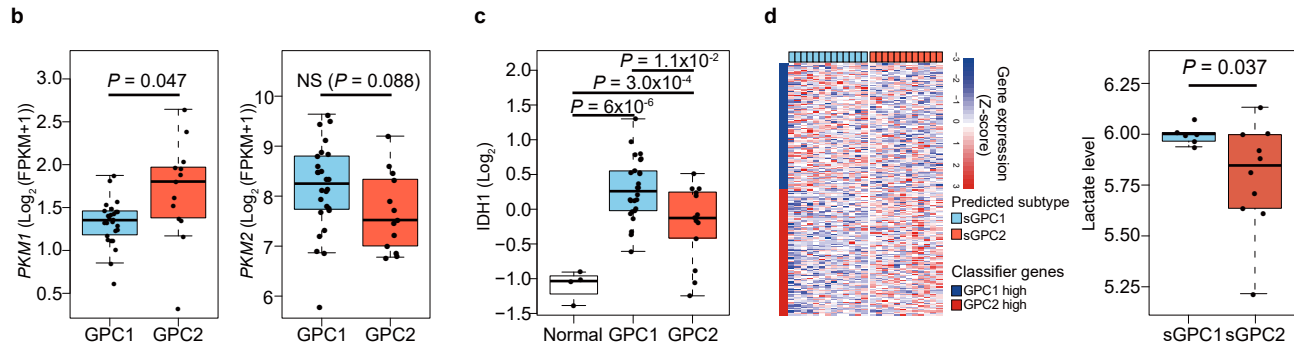 b
PKM1 (Log2 (FPKM+1))
3.0
2.5
2.0
1.5
1.0
0.5
P = 0.047
GPC1 GPC2
PKM2 (Log2 (FPKM+1))
10
9
8
7
6
NS (P = 0.088)
GPC1 GPC2
c
IDH1 (Log2)
2.0
1.5
1.0
0.5
0.0
−0.5
−1.0
−1.5
P = 1.1x10-2
P = 3.0x10-4
P = 6x10-6
Normal GPC1 GPC2
d
−3
−2
−1
0
1
2
3
Gene expression
(Z-score)
Predicted subtype
sGPC1
sGPC2
Classifier genes
GPC1 high
GPC2 high
Lactate level
6.25
6.00
5.75
5.50
5.25
P = 0.037
sGPC1 sGPC2